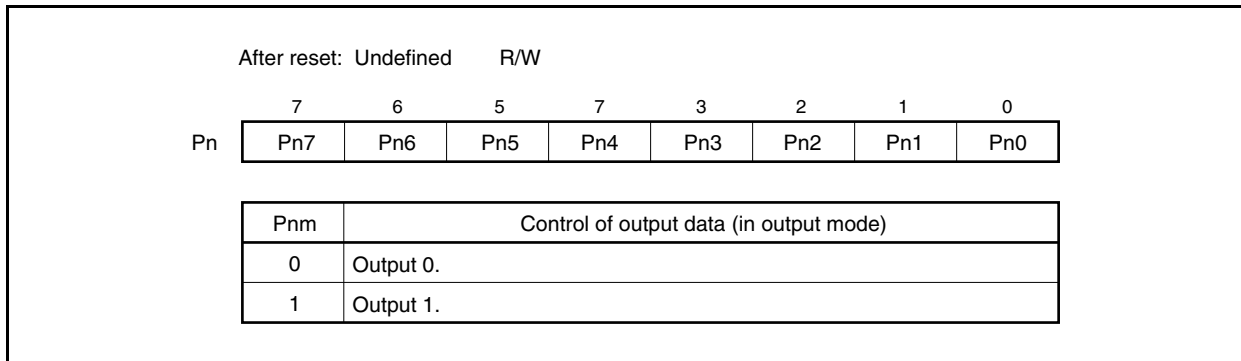 After reset: Undefined R/W
7 6 5 7 3 2 1 0
Pn Pn7 Pn6 Pn5 Pn4 Pn3 Pn2 Pn1 Pn0
Pnm Control of output data (in output mode)
0 Output 0.
1 Output 1.